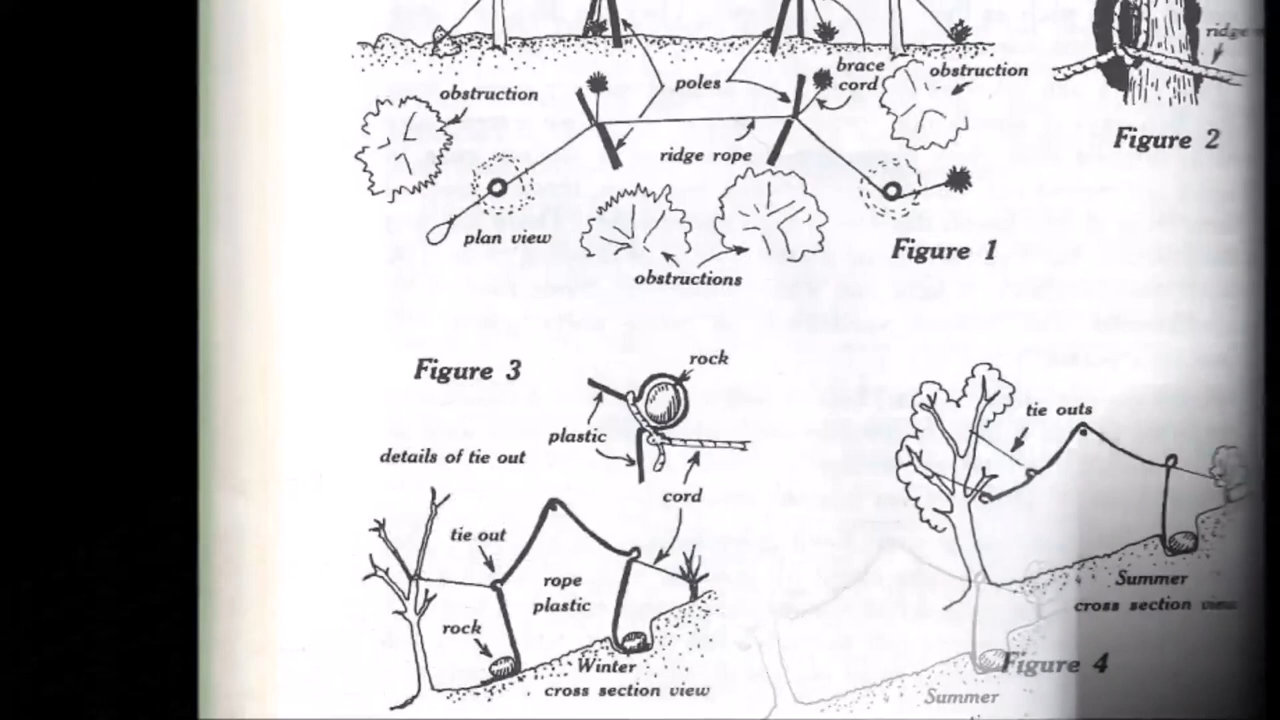 ridge
brace
cord
poles
obstruction
obstruction
ridge rope
Figure 2
plan view
obstructions
Figure 1
Figure 3
rock
plastic
tie outs
details of tie out
cord
tie out
rope
plastic
rock
Winter
cross section view
Summer
cross section view
Figure 4
Summer